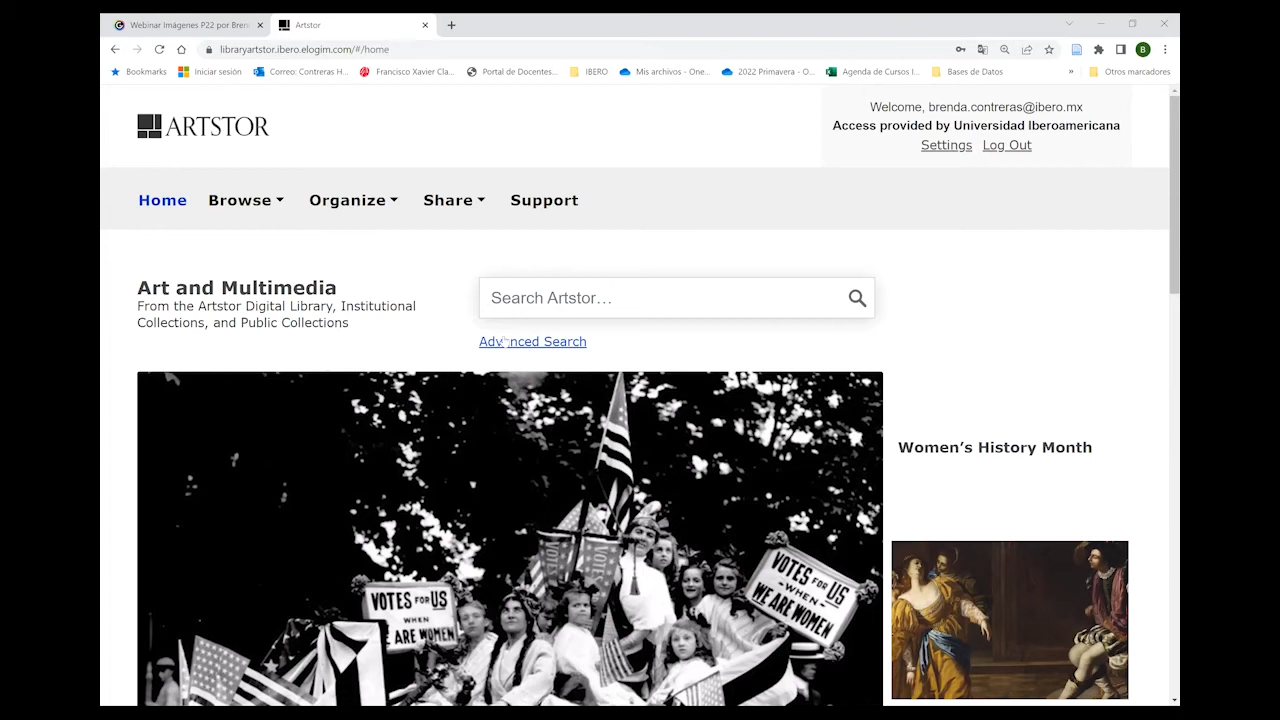 Webinar Imágenes P22 por Bren
Artstor
libraryartstor.ibero.elogim.com/#/home
B
Bookmarks
Iniciar sesión
Correo: Contreras H...
Francisco Xavier Cla...
Portal de Docentes...
IBERO
Mis archivos - One...
2022 Primavera - O...
Agenda de Cursos I...
Bases de Datos
»
Otros marcadores
ARTSTOR
Welcome, brenda.contreras@ibero.mx
Access provided by Universidad Iberoamericana
Settings Log Out
Home Browse Organize Share Support
Art and Multimedia
From the Artstor Digital Library, Institutional
Collections, and Public Collections
Search Artstor...
Advanced Search
Women's History Month
VOTES FOR US
WHEN
WE ARE WOMEN
VOTES FOR US
WHEN
WE ARE WOMEN
VOTES